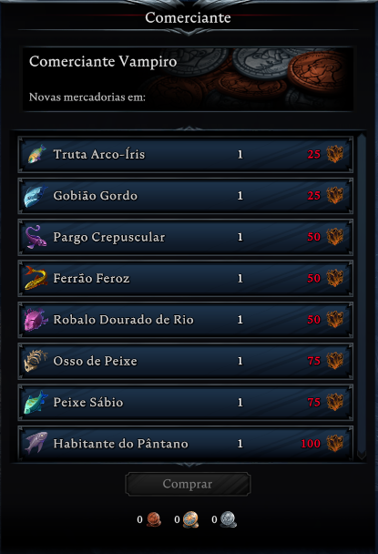 Comerciante
Comerciante Vampiro
Novas mercadorias em:
Truta Arco-Íris 1 25
Gobião Gordo 1 25
Pargo Crepuscular 1 50
Ferrão Feroz 1 50
Robalo Dourado de Rio 1 50
Osso de Peixe 1 75
Peixe Sábio 1 75
Habitante do Pântano 1 100
Comprar
0 0 0